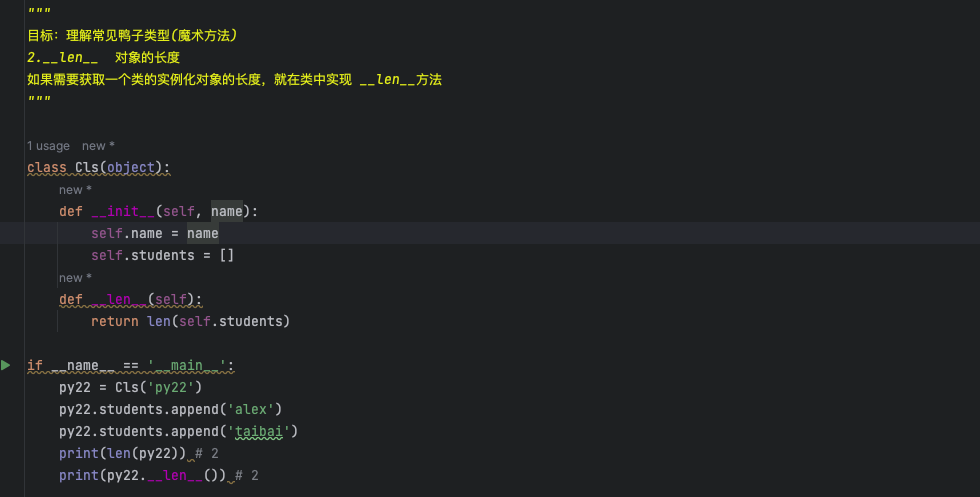 """
目标：理解常见鸭子类型(魔术方法)
2.__len__  对象的长度
如果需要获取一个类的实例化对象的长度，就在类中实现 __len__方法
"""
1 usage   new *
class Cls(object):
    new *
    def __init__(self, name):
        self.name = name
        self.students = []
    new *
    def __len__(self):
        return len(self.students)
if __name__ == '__main__':
    py22 = Cls('py22')
    py22.students.append('alex')
    py22.students.append('taibai')
    print(len(py22)) # 2
    print(py22.__len__()) # 2